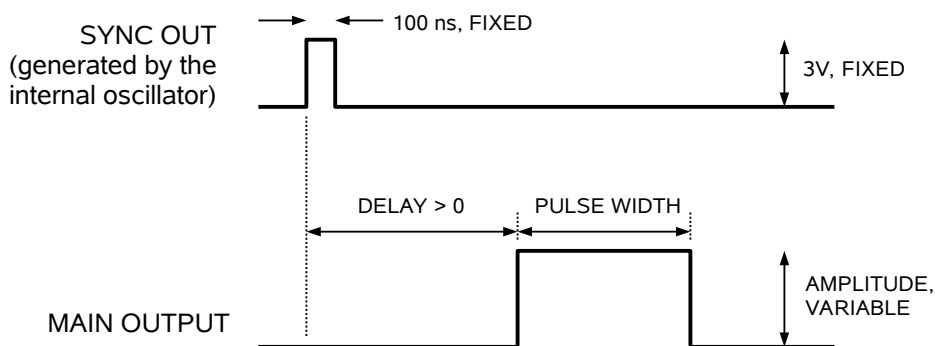 100 ns, FIXED
SYNC OUT
(generated by the
internal oscillator)
3V, FIXED
DELAY > 0
PULSE WIDTH
AMPLITUDE,
VARIABLE
MAIN OUTPUT